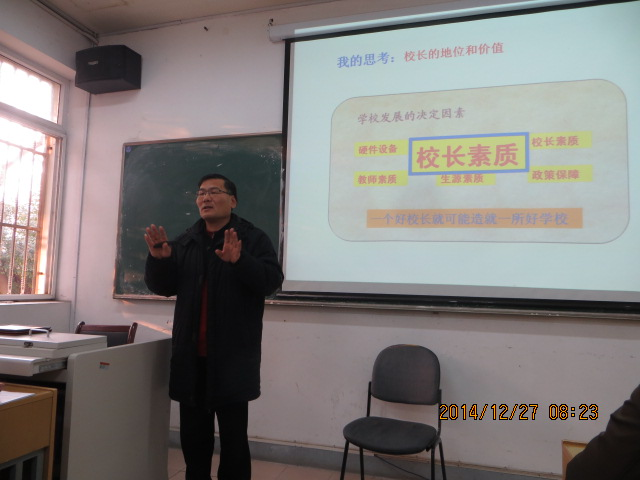 我的思考：校长的地位和价值
学校发展的决定因素
硬件设备 校长素质 校长素质
教师素质 生源素质 政策保障
一个好校长就可能造就一所好学校
2014/12/27 08:23